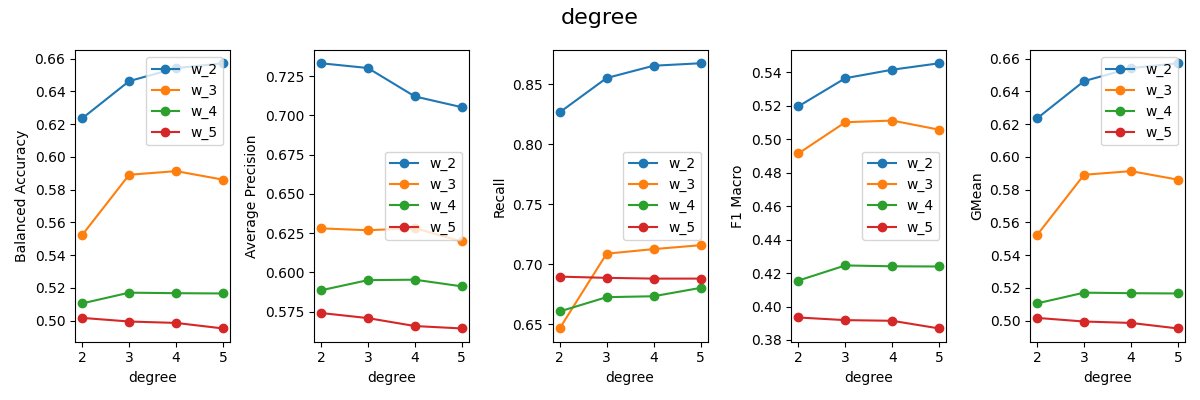 degree
Balanced Accuracy
0.66
0.64
0.62
0.60
0.58
0.56
0.54
0.52
0.50
2 3 4 5
degree
w_2
w_3
w_4
w_5
Average Precision
0.725
0.700
0.675
0.650
0.625
0.600
0.575
2 3 4 5
degree
w_2
w_3
w_4
w_5
Recall
0.85
0.80
0.75
0.70
0.65
2 3 4 5
degree
w_2
w_3
w_4
w_5
F1 Macro
0.54
0.52
0.50
0.48
0.46
0.44
0.42
0.40
0.38
2 3 4 5
degree
w_2
w_3
w_4
w_5
GMean
0.66
0.64
0.62
0.60
0.58
0.56
0.54
0.52
0.50
2 3 4 5
degree
w_2
w_3
w_4
w_5